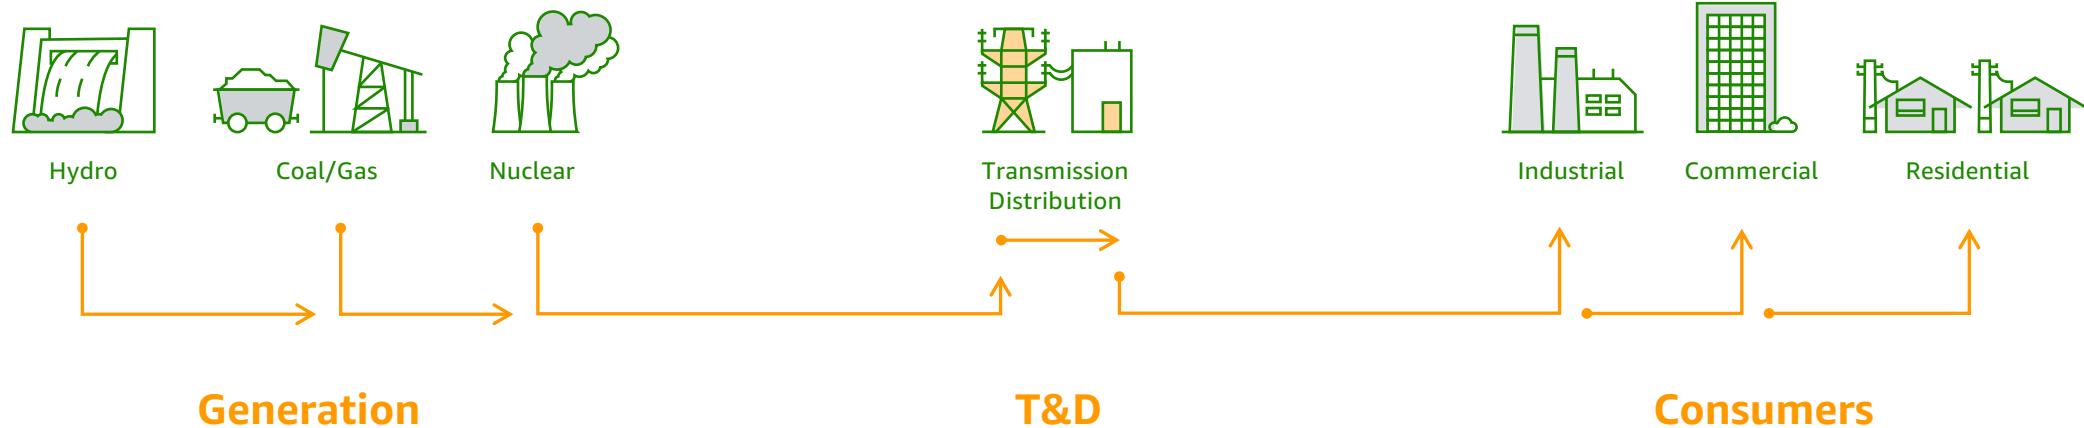 Hydro
Coal/Gas
Nuclear
Transmission
Distribution
Industrial
Commercial
Residential
Generation
T&D
Consumers